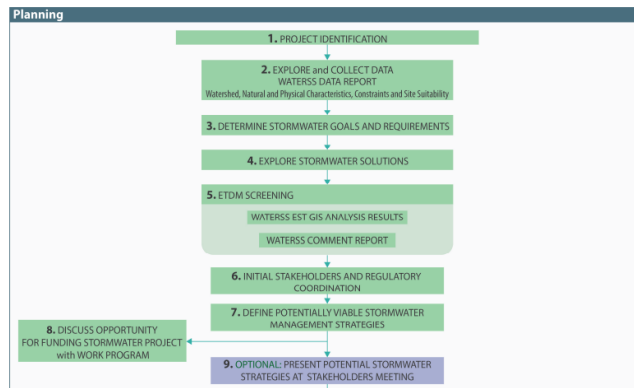 Planning
1. PROJECT IDENTIFICATION
2. EXPLORE and COLLECT DATA
WATERSS DATA REPORT
Watershed, Natural and Physical Characteristics, Constraints and Site Suitability
3. DETERMINE STORMWATER GOALS AND REQUIREMENTS
4. EXPLORE STORMWATER SOLUTIONS
5. ETDM SCREENING
WATERSS EST GIS ANALYSIS RESULTS
WATERSS COMMENT REPORT
6. INITIAL STAKEHOLDERS AND REGULATORY
COORDINATION
7. DEFINE POTENTIALLY VIABLE STORMWATER
MANAGEMENT STRATEGIES
8. DISCUSS OPPORTUNITY
FOR FUNDING STORMWATER PROJECT
with WORK PROGRAM
9. OPTIONAL: PRESENT POTENTIAL STORMWATER
STRATEGIES AT STAKEHOLDERS MEETING